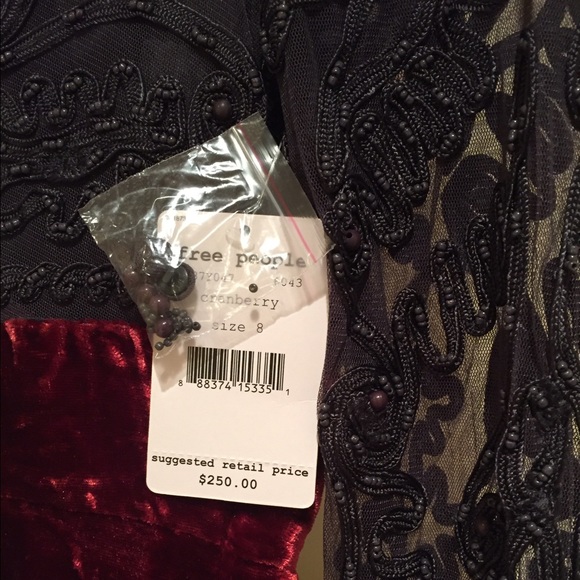 free people
cranberry
size 8
8 88374 15335 1
suggested retail price
$250.00